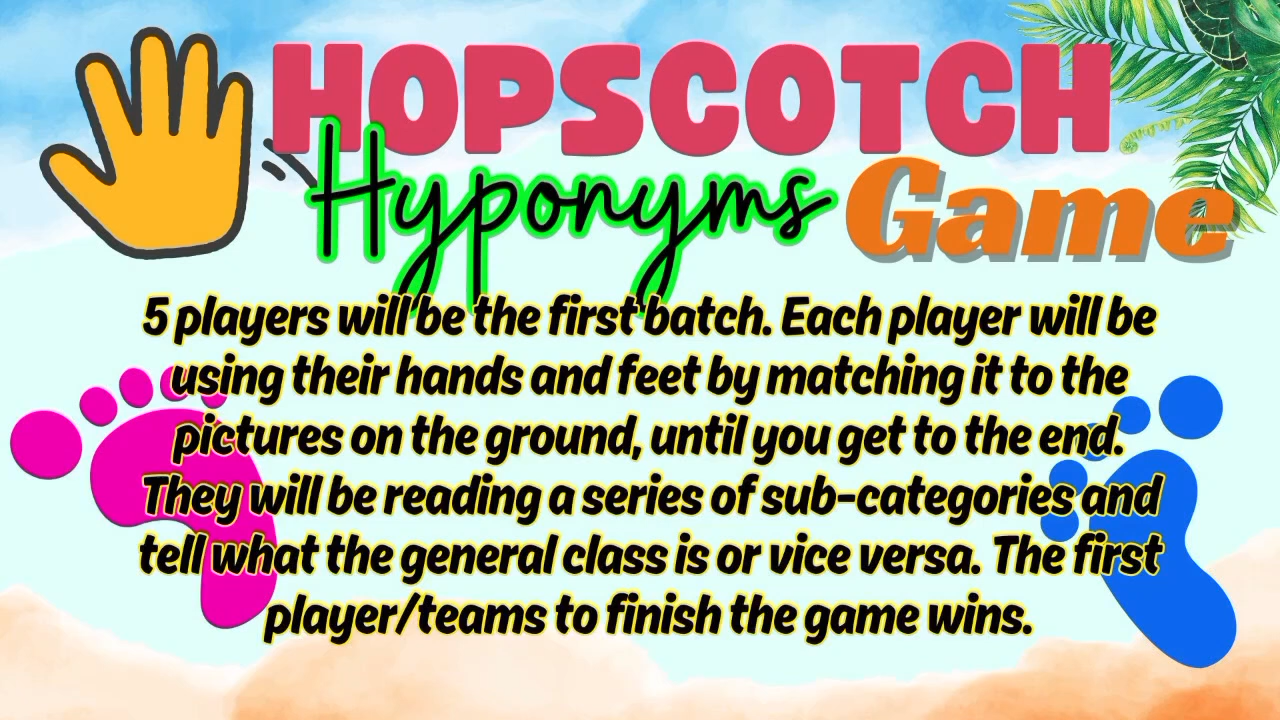 HOPSCOTCH
Hyponyms Game
5 players will be the first batch. Each player will be
using their hands and feet by matching it to the
pictures on the ground, until you get to the end.
They will be reading a series of sub-categories and
tell what the general class is or vice versa. The first
player/teams to finish the game wins.